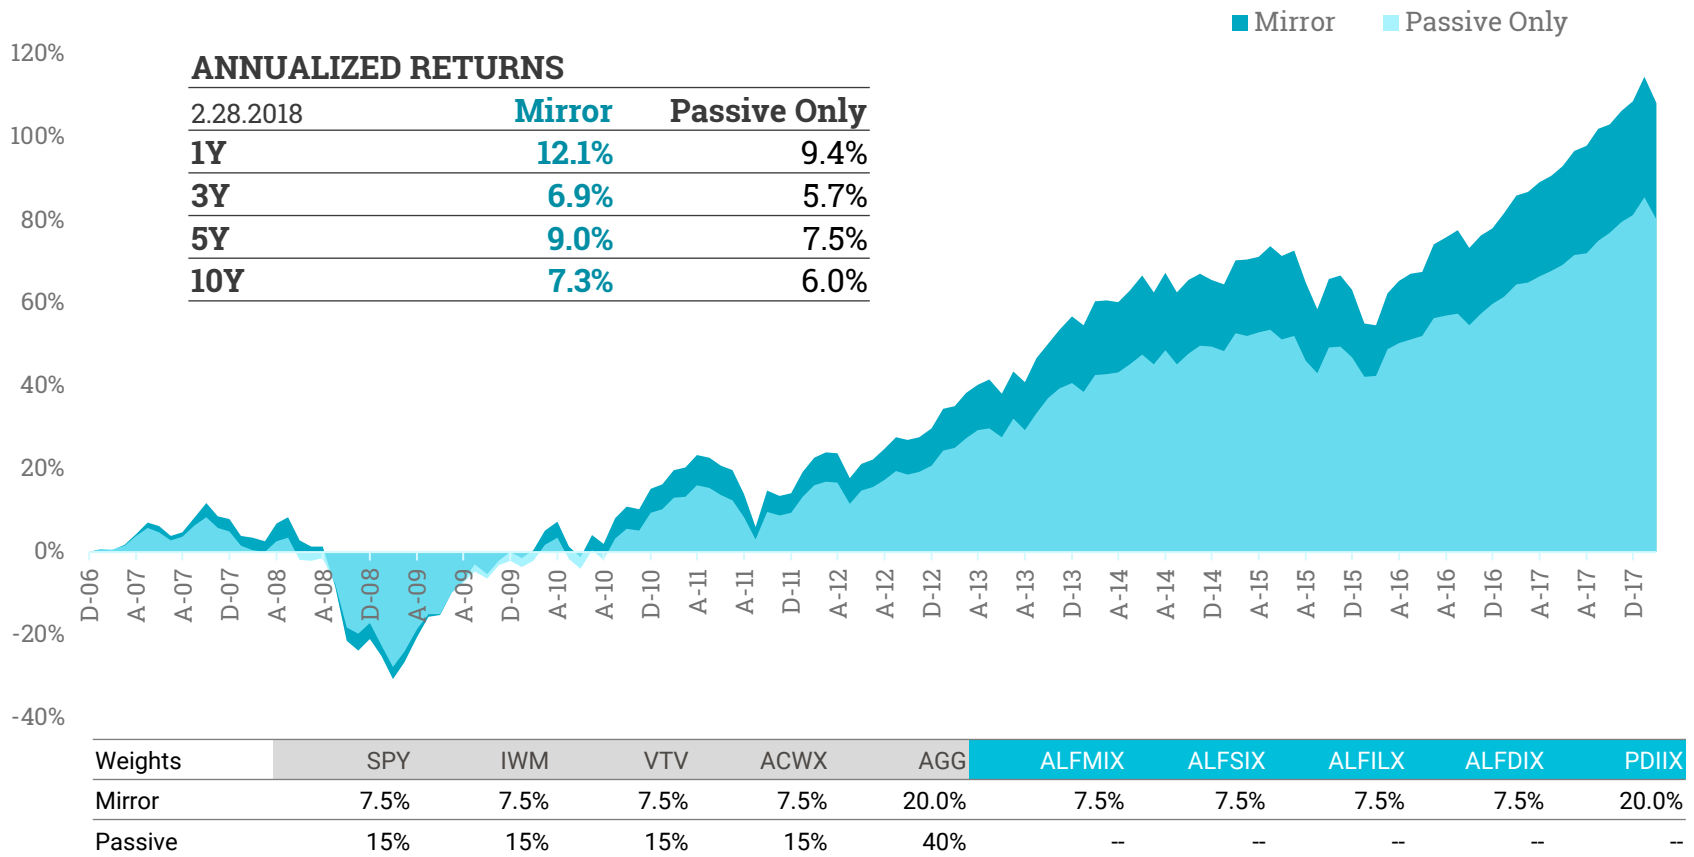 Mirror Passive Only
120%
100%
80%
60%
40%
20%
0%
-20%
-40%
ANNUALIZED RETURNS
2.28.2018 Mirror Passive Only
1Y 12.1% 9.4%
3Y 6.9% 5.7%
5Y 9.0% 7.5%
10Y 7.3% 6.0%
D-06 A-07 A-07 D-07 A-08 A-08 D-08 A-09 A-09 D-09 A-10 A-10 D-10 A-11 A-11 D-11 A-12 A-12 D-12 A-13 A-13 D-13 A-14 A-14 D-14 A-15 A-15 D-15 A-16 A-16 D-16 A-17 A-17 D-17
Weights SPY IWM VTV ACWX AGG ALFMIX ALFSIX ALFILX ALFDIX PDIIX
Mirror 7.5% 7.5% 7.5% 7.5% 20.0% 7.5% 7.5% 7.5% 7.5% 20.0%
Passive 15% 15% 15% 15% 40% -- -- -- -- --